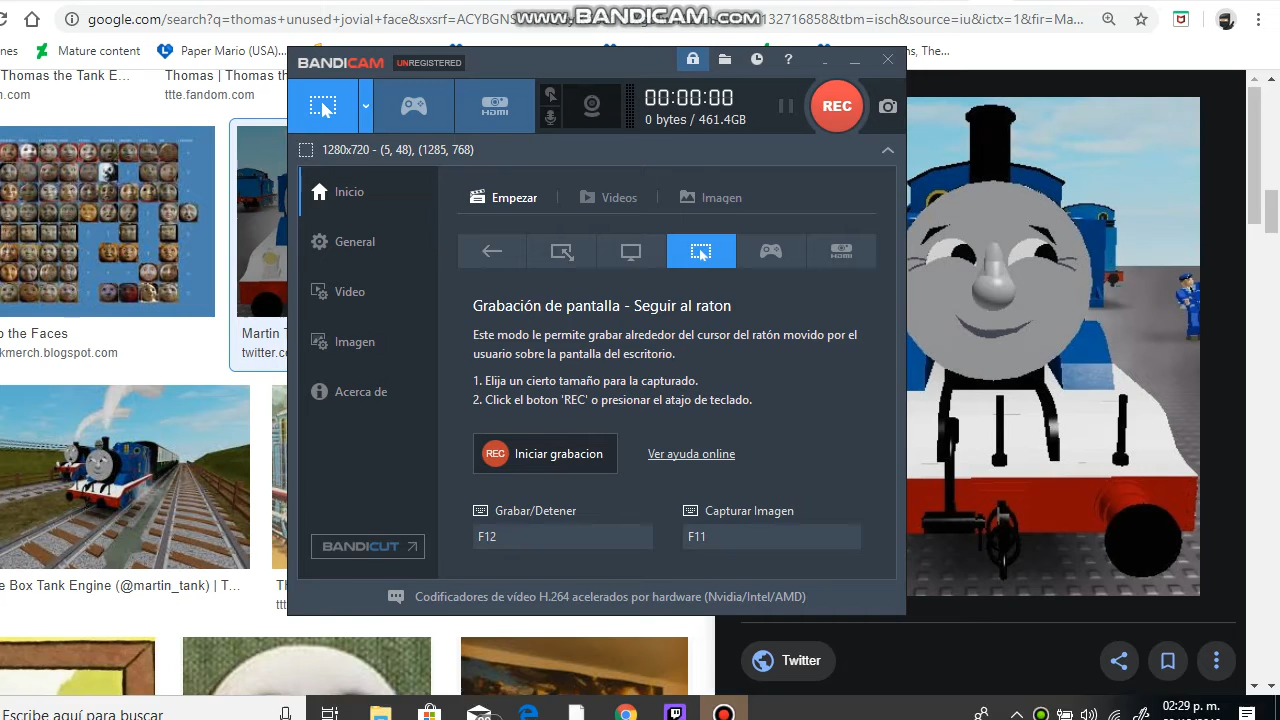 google.com/search?q=thomas+unused+jovial+face&sxsrf=ACYBGNS
132716858&tbm=isch&source=iu&ictx=1&fir=Ma...
www.BANDICAM.com
nes
Mature content
Paper Mario (USA)...
s, The...
Thomas the Tank E...
Thomas | Thomas
.com
ttte.fandom.com
p the Faces
kmerch.blogspot.com
Martin T
twitter.c
e Box Tank Engine (@martin_tank) | T...
BANDICAM UNREGISTERED
?
HDMI
00:00:00
0 bytes / 461.4GB
REC
1280x720 - (5, 48), (1285, 768)
Inicio
General
Video
Imagen
Acerca de
BANDICUT
Empezar
Videos
Imagen
HDMI
Grabación de pantalla - Seguir al raton
Este modo le permite grabar alrededor del cursor del ratón movido por el
usuario sobre la pantalla del escritorio.
1. Elija un cierto tamaño para la capturado.
2. Click el boton 'REC' o presionar el atajo de teclado.
REC Iniciar grabacion
Ver ayuda online
Grabar/Detener
Capturar Imagen
F12
F11
Codificadores de vídeo H.264 acelerados por hardware (Nvidia/Intel/AMD)
Twitter
Escribe aquí para buscar
02:29 p. m.